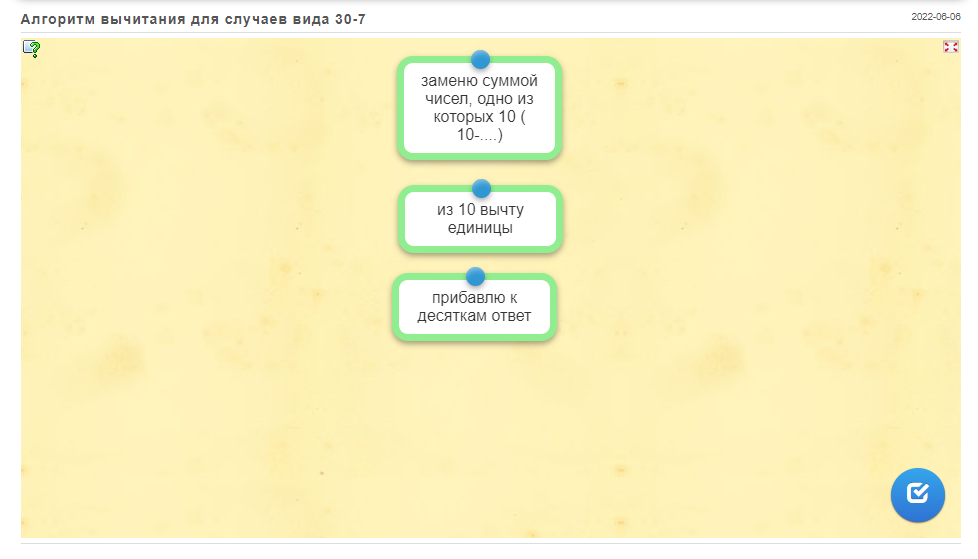 Алгоритм вычитания для случаев вида 30-7
2022-06-06
заменю суммой
чисел, одно из
которых 10 (
10-....)
из 10 вычту
единицы
прибавлю к
десяткам ответ